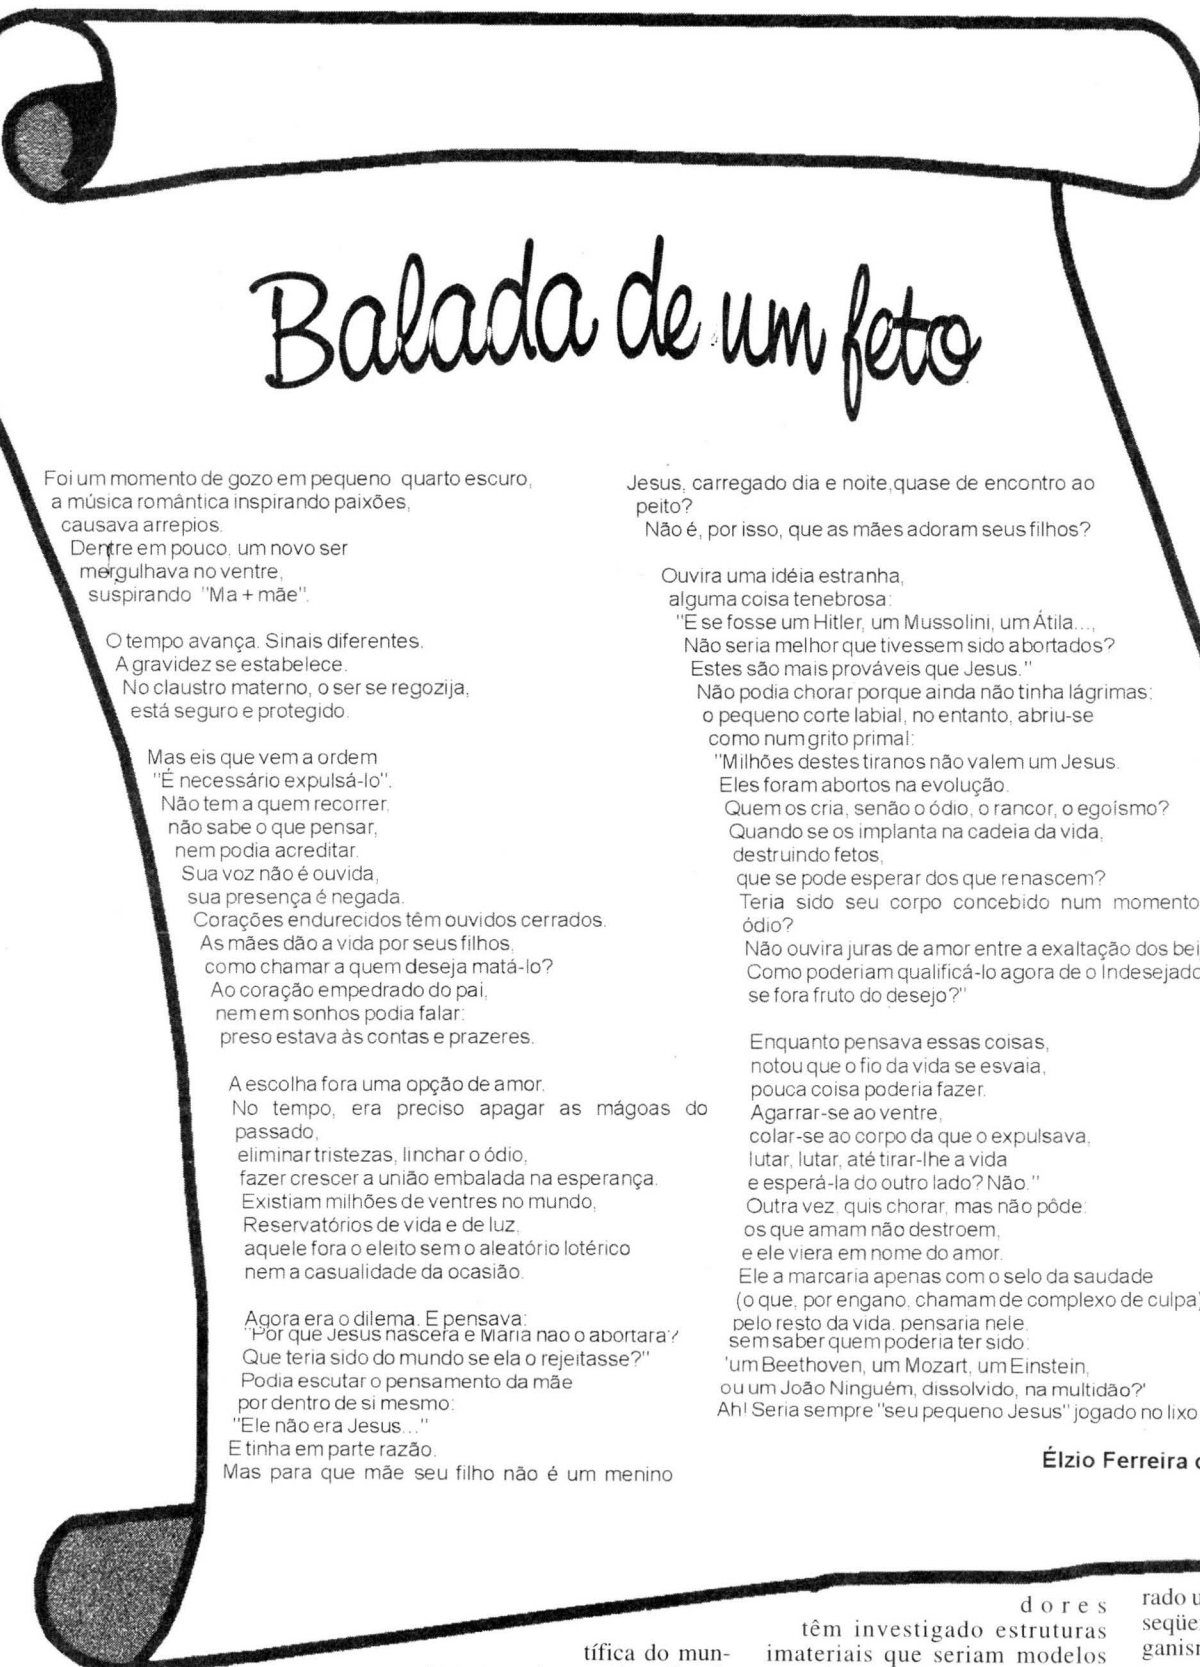 Balada de um feto
Foi um momento de gozo em pequeno quarto escuro,
a música romântica inspirando paixões,
causava arrepios.
Dentre em pouco, um novo ser
mergulhava no ventre,
suspirando "Ma + mãe".
O tempo avança. Sinais diferentes.
A gravidez se estabelece.
No claustro materno, o ser se regozija,
está seguro e protegido.
Mas eis que vem a ordem
"É necessário expulsá-lo".
Não tem a quem recorrer,
não sabe o que pensar,
nem podia acreditar.
Sua voz não é ouvida,
sua presença é negada.
Corações endurecidos têm ouvidos cerrados.
As mães dão a vida por seus filhos,
como chamar a quem deseja matá-lo?
Ao coração empedrado do pai,
nem em sonhos podia falar:
preso estava às contas e prazeres.
A escolha fora uma opção de amor.
No tempo, era preciso apagar as mágoas do
passado,
eliminar tristezas, linchar o ódio,
fazer crescer a união embalada na esperança.
Existiam milhões de ventres no mundo,
Reservatórios de vida e de luz,
aquele fora o eleito sem o aleatório lotérico
nem a casualidade da ocasião.
Agora era o dilema. E pensava:
"Por que Jesus nascera e Maria não o abortara?
Que teria sido do mundo se ela o rejeitasse?"
Podia escutar o pensamento da mãe
por dentro de si mesmo:
"Ele não era Jesus..."
E tinha em parte razão.
Mas para que mãe seu filho não é um menino
Jesus, carregado dia e noite,quase de encontro ao
peito?
Não é, por isso, que as mães adoram seus filhos?
Ouvira uma idéia estranha,
alguma coisa tenebrosa:
"E se fosse um Hitler, um Mussolini, um Átila...,
Não seria melhor que tivessem sido abortados?
Estes são mais prováveis que Jesus."
Não podia chorar porque ainda não tinha lágrimas:
o pequeno corte labial, no entanto, abriu-se
como num grito primal:
"Milhões destes tiranos não valem um Jesus.
Eles foram abortos na evolução.
Quem os cria, senão o ódio, o rancor, o egoísmo?
Quando se os implanta na cadeia da vida,
destruindo fetos,
que se pode esperar dos que renascem?
Teria sido seu corpo concebido num momento
ódio?
Não ouvira juras de amor entre a exaltação dos
Como poderiam qualificá-lo agora de o Indesejado
se fora fruto do desejo?"
Enquanto pensava essas coisas,
notou que o fio da vida se esvaia,
pouca coisa poderia fazer.
Agarrar-se ao ventre,
colar-se ao corpo da que o expulsava,
lutar, lutar, até tirar-lhe a vida
e esperá-la do outro lado? Não."
Outra vez, quis chorar, mas não pôde:
os que amam não destroem,
e ele viera em nome do amor.
Ele a marcaria apenas com o selo da saudade
(o que, por engano, chamam de complexo de culpa)
pelo resto da vida, pensaria nele,
sem saber quem poderia ter sido:
'um Beethoven, um Mozart, um Einstein,
ou um João Ninguém, dissolvido, na multidão?'
Ah! Seria sempre "seu pequeno Jesus" jogado no lixo
Élzio Ferreira
tífica do mun-
dores
têm investigado estruturas
imateriais que seriam modelos
rado